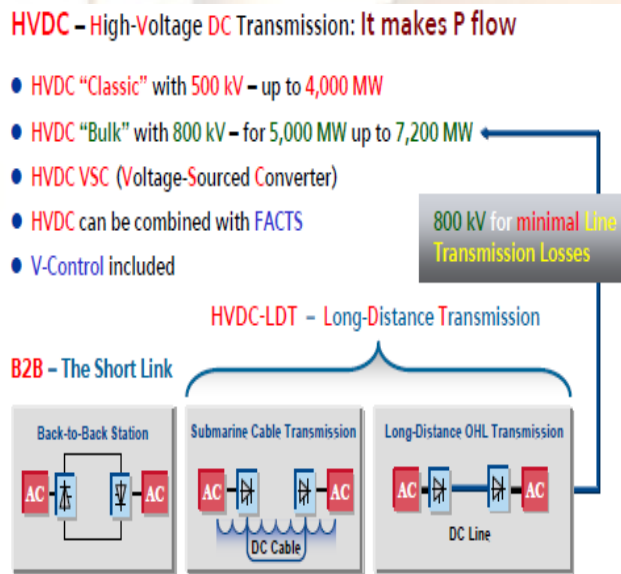 HVDC – High-Voltage DC Transmission: It makes P flow
● HVDC “Classic” with 500 kV – up to 4,000 MW
● HVDC “Bulk” with 800 kV – for 5,000 MW up to 7,200 MW
● HVDC VSC (Voltage-Sourced Converter)
● HVDC can be combined with FACTS
● V-Control included
800 kV for minimal Line
Transmission Losses
HVDC-LDT – Long-Distance Transmission
B2B – The Short Link
Back-to-Back Station
AC AC
Submarine Cable Transmission
AC AC
DC Cable
Long-Distance OHL Transmission
AC AC
DC Line